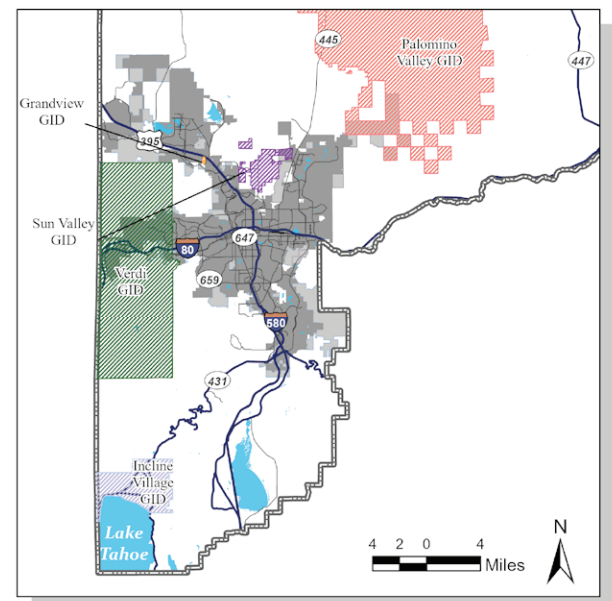 445
Palomino
Valley GID
447
Grandview
GID
395
Sun Valley
GID
647
80
Verdi
GID
659
580
431
Incline
Village
GID
Lake
Tahoe
N
4 2 0 4
Miles